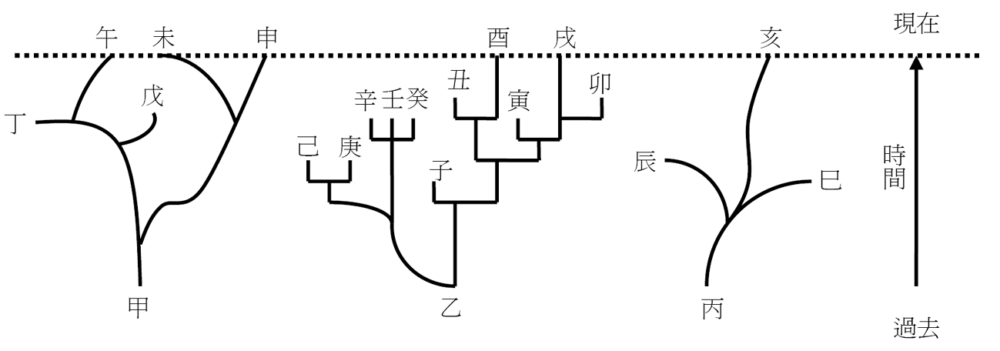 現在
午 未 申 酉 戌 亥
丑 寅 卯
戊 辛 壬 癸
丁
己 庚
子 辰 巳
時間
甲 乙 丙
過去